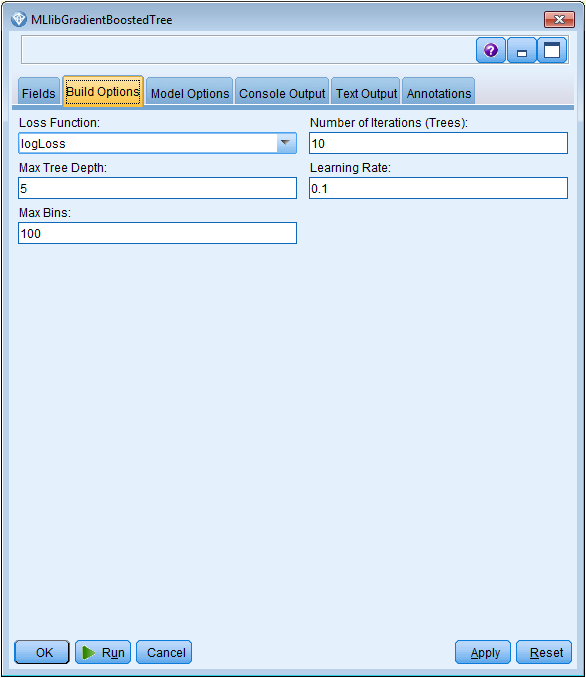 MLlibGradientBoostedTree
?
Fields Build Options Model Options Console Output Text Output Annotations
Loss Function: Number of Iterations (Trees):
logLoss 10
Max Tree Depth: Learning Rate:
5 0.1
Max Bins:
100
OK Run Cancel Apply Reset